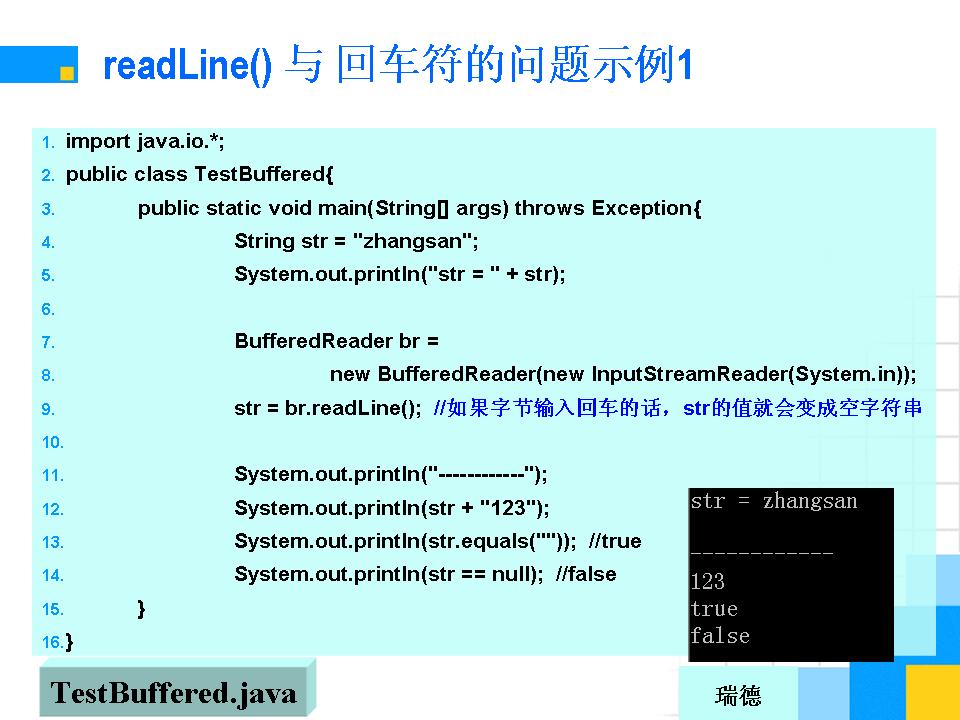 readLine() 与 回车符的问题示例1
1. import java.io.*;
2. public class TestBuffered{
3. public static void main(String[] args) throws Exception{
4. String str = "zhangsan";
5. System.out.println("str = " + str);
6.
7. BufferedReader br =
8. new BufferedReader(new InputStreamReader(System.in));
9. str = br.readLine(); //如果字节输入回车的话，str的值就会变成空字符串
10.
11. System.out.println("------------");
12. System.out.println(str + "123");
13. System.out.println(str.equals("")); //true
14. System.out.println(str == null); //false
15. }
16. }
str = zhangsan
------------
123
true
false
TestBuffered.java
瑞德